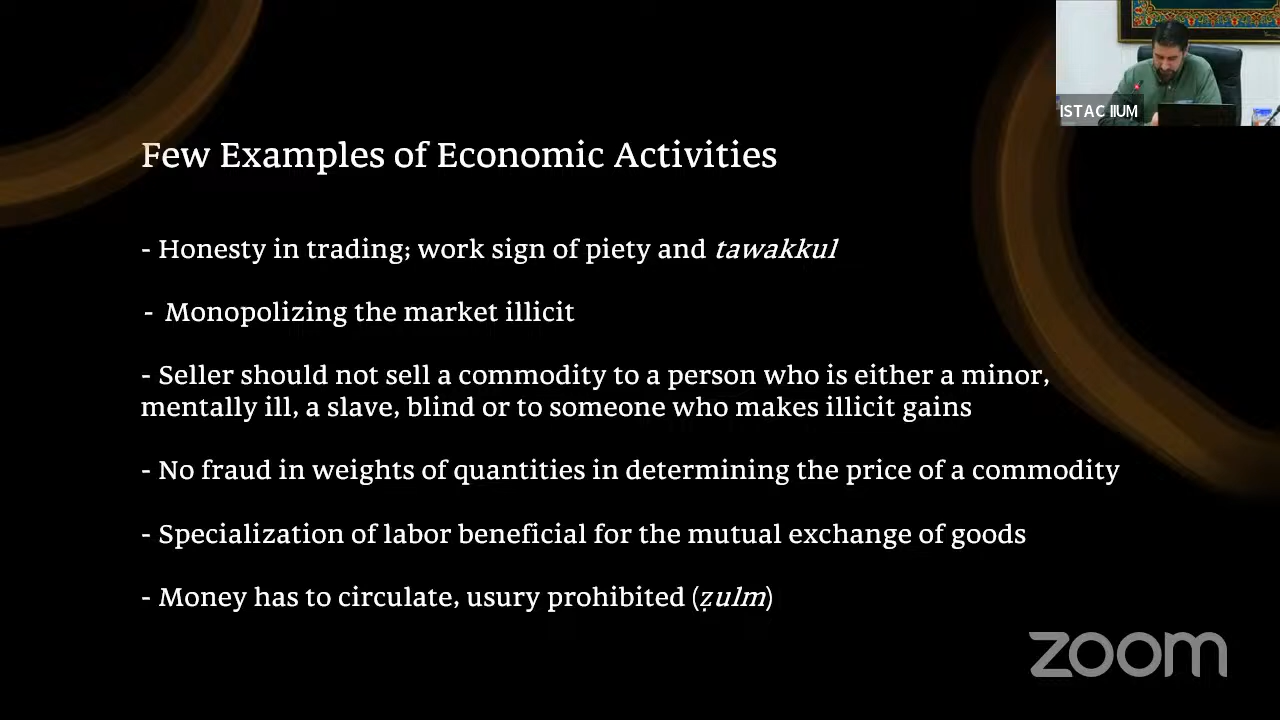 ISTAC IIUM
Few Examples of Economic Activities
- Honesty in trading; work sign of piety and tawakkul
- Monopolizing the market illicit
- Seller should not sell a commodity to a person who is either a minor,
mentally ill, a slave, blind or to someone who makes illicit gains
- No fraud in weights of quantities in determining the price of a commodity
- Specialization of labor beneficial for the mutual exchange of goods
- Money has to circulate, usury prohibited (ẓulm)
zoom